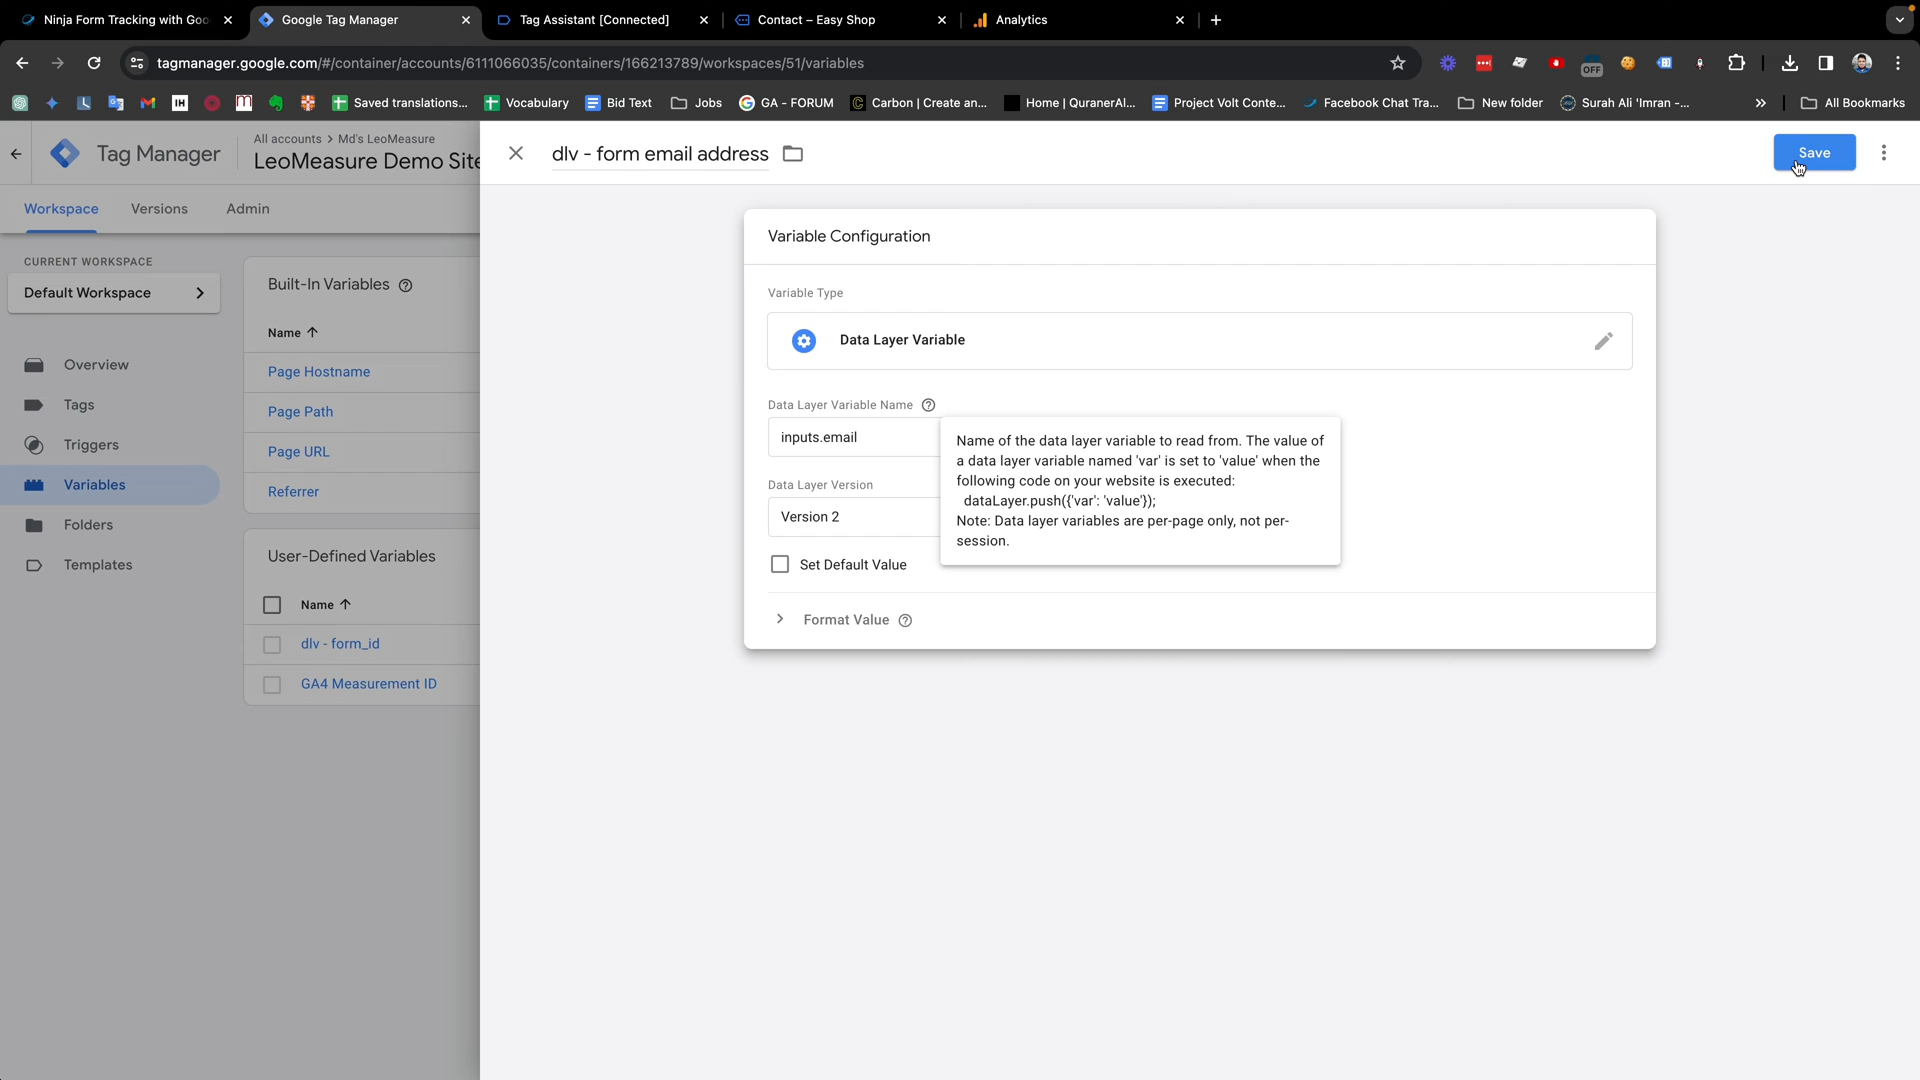 Ninja Form Tracking with Goo
Google Tag Manager
Tag Assistant [Connected]
Contact – Easy Shop
Analytics
tagmanager.google.com/#/container/accounts/6111066035/containers/166213789/workspaces/51/variables
OFF
IH
Saved translations...
Vocabulary
Bid Text
Jobs
GA - FORUM
Carbon | Create an...
Home | QuranerAl...
Project Volt Conte...
Facebook Chat Tra...
New folder
Surah Ali 'Imran -...
»
All Bookmarks
Tag Manager
All accounts > Md's LeoMeasure
LeoMeasure Demo Site
dlv - form email address
Save
Workspace
Versions
Admin
CURRENT WORKSPACE
Default Workspace
Overview
Tags
Triggers
Variables
Folders
Templates
Built-In Variables
Name
Page Hostname
Page Path
Page URL
Referrer
User-Defined Variables
Name
dlv - form_id
GA4 Measurement ID
Variable Configuration
Variable Type
Data Layer Variable
Data Layer Variable Name
inputs.email
Data Layer Version
Version 2
Set Default Value
Format Value
Name of the data layer variable to read from. The value of
a data layer variable named 'var' is set to 'value' when the
following code on your website is executed:
dataLayer.push({'var': 'value'});
Note: Data layer variables are per-page only, not per-
session.